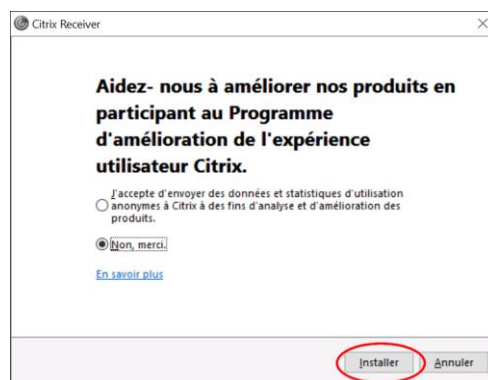 Citrix Receiver
Aidez- nous à améliorer nos produits en
participant au Programme
d'amélioration de l'expérience
utilisateur Citrix.
J'accepte d'envoyer des données et statistiques d'utilisation
anonymes à Citrix à des fins d'analyse et d'amélioration des
produits.
Non, merci.
En savoir plus
Installer
Annuler